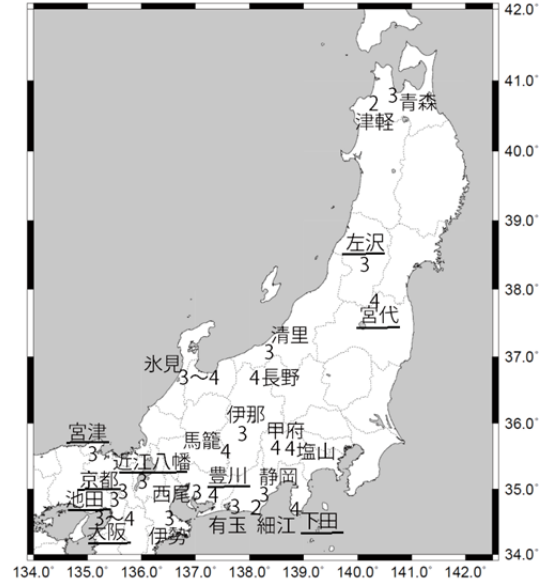 42.0°
41.0°
40.0°
39.0°
38.0°
37.0°
36.0°
35.0°
34.0°
3 青森
2
津軽
左沢
3
4
宮代
清里
3
氷見
3～4
4 長野
伊那
3
甲府
4 4 塩山
馬籠
4
宮津
3
近江八幡
3
京都
3
池田 3
3～4
大阪
豊川
4
静岡
3
西尾 3
3
有玉
2
細江
4
下田
3
伊勢
134.0° 135.0° 136.0° 137.0° 138.0° 139.0° 140.0° 141.0° 142.0°